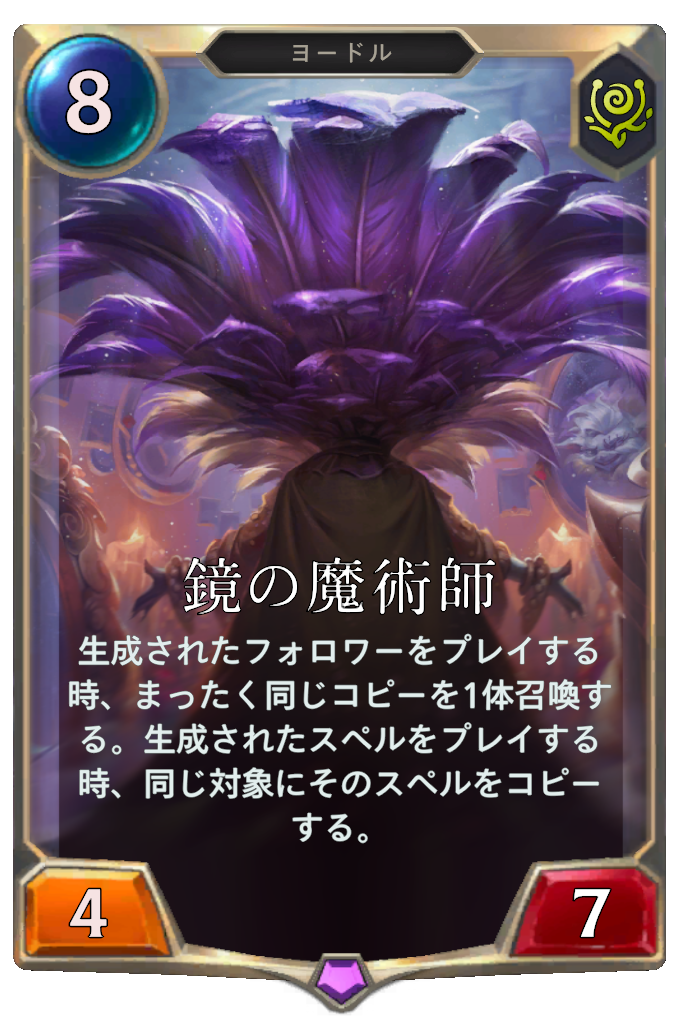 ヨードル
8
鏡の魔術師
生成されたフォロワーをプレイする
時、まったく同じコピーを1体召喚す
る。生成されたスペルをプレイする
時、同じ対象にそのスペルをコピー
する。
4
7